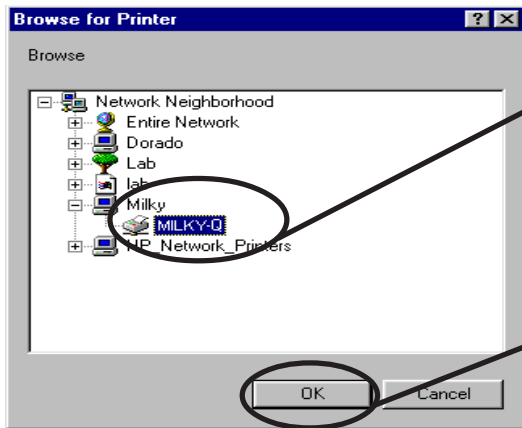 Browse for Printer
Browse
Network Neighborhood
Entire Network
Dorado
Lab
lab
Milky
MILKY-Q
HP_Network_Printers
OK
Cancel